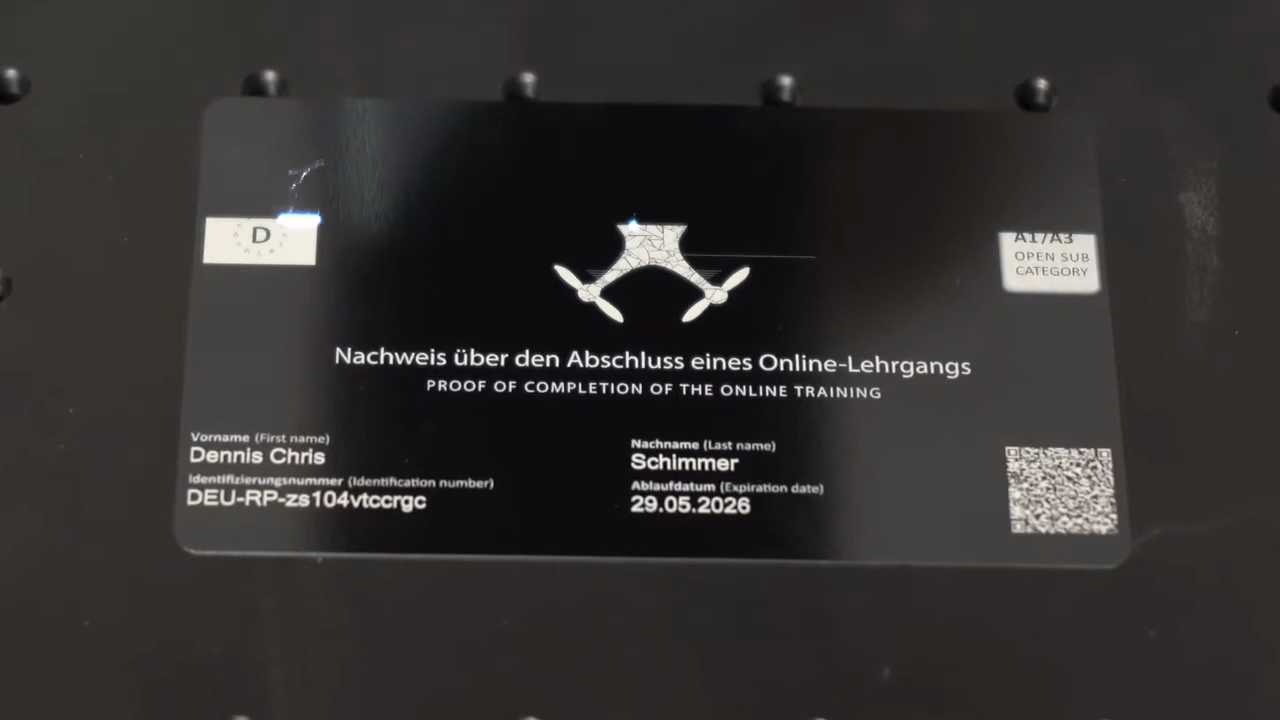 D
A1/A3
OPEN SUB
CATEGORY
Nachweis über den Abschluss eines Online-Lehrgangs
PROOF OF COMPLETION OF THE ONLINE TRAINING
Vorname (First name)
Dennis Chris
Identifizierungsnummer (Identification number)
DEU-RP-zs104vtccrgc
Nachname (Last name)
Schimmer
Ablaufdatum (Expiration date)
29.05.2026